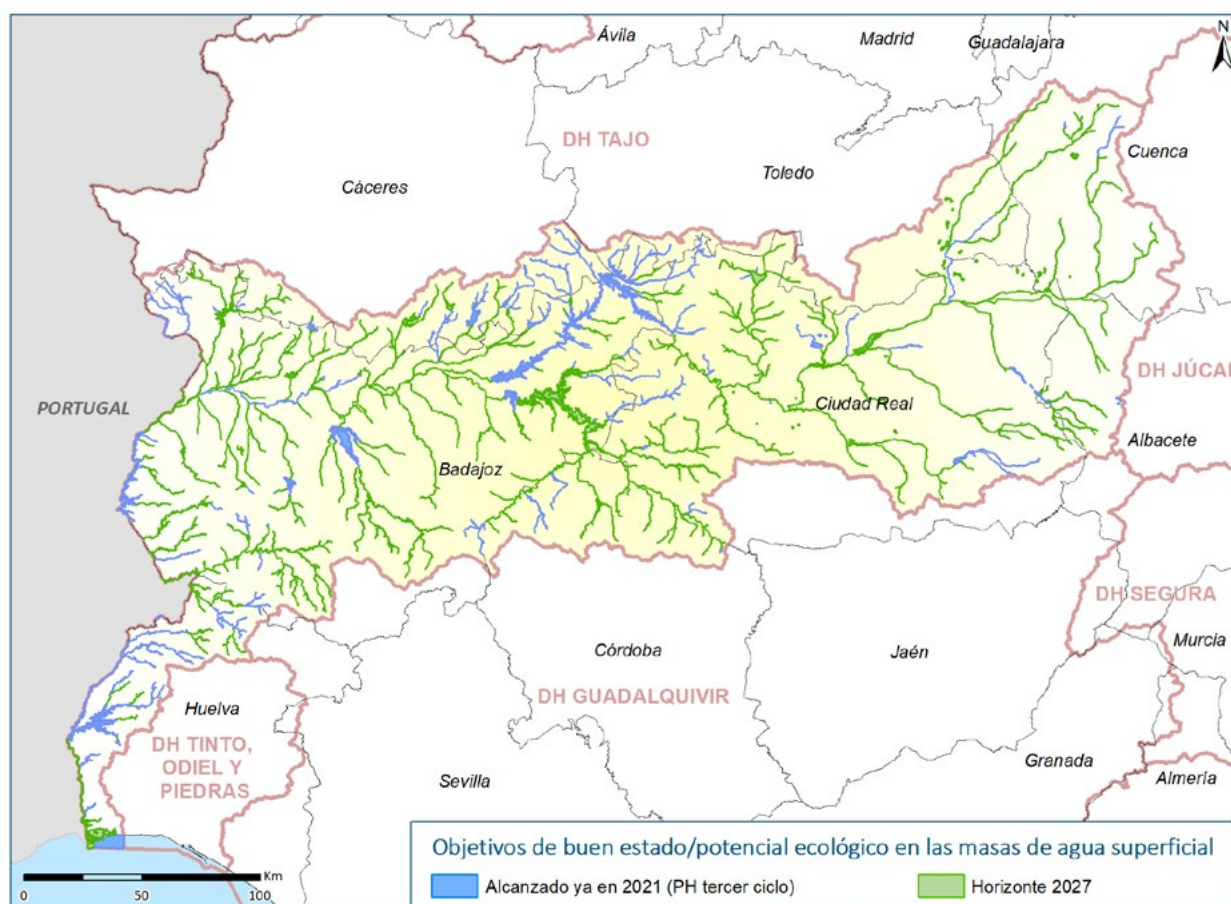 Ávila
Madrid
Guadalajara
N
DH TAJO
Cuenca
Toledo
Cáceres
PORTUGAL
DH JÚCAR
Ciudad Real
Albacete
Badajoz
DH SEGURA
Murcia
Córdoba
Jaén
DH GUADALQUIVIR
Huelva
DH TINTO,
ODIEL Y
PIEDRAS
Granada
Sevilla
Almería
Objetivos de buen estado/potencial ecológico en las masas de agua superficial
Km
0 50 100
Alcanzado ya en 2021 (PH tercer ciclo)
Horizonte 2027